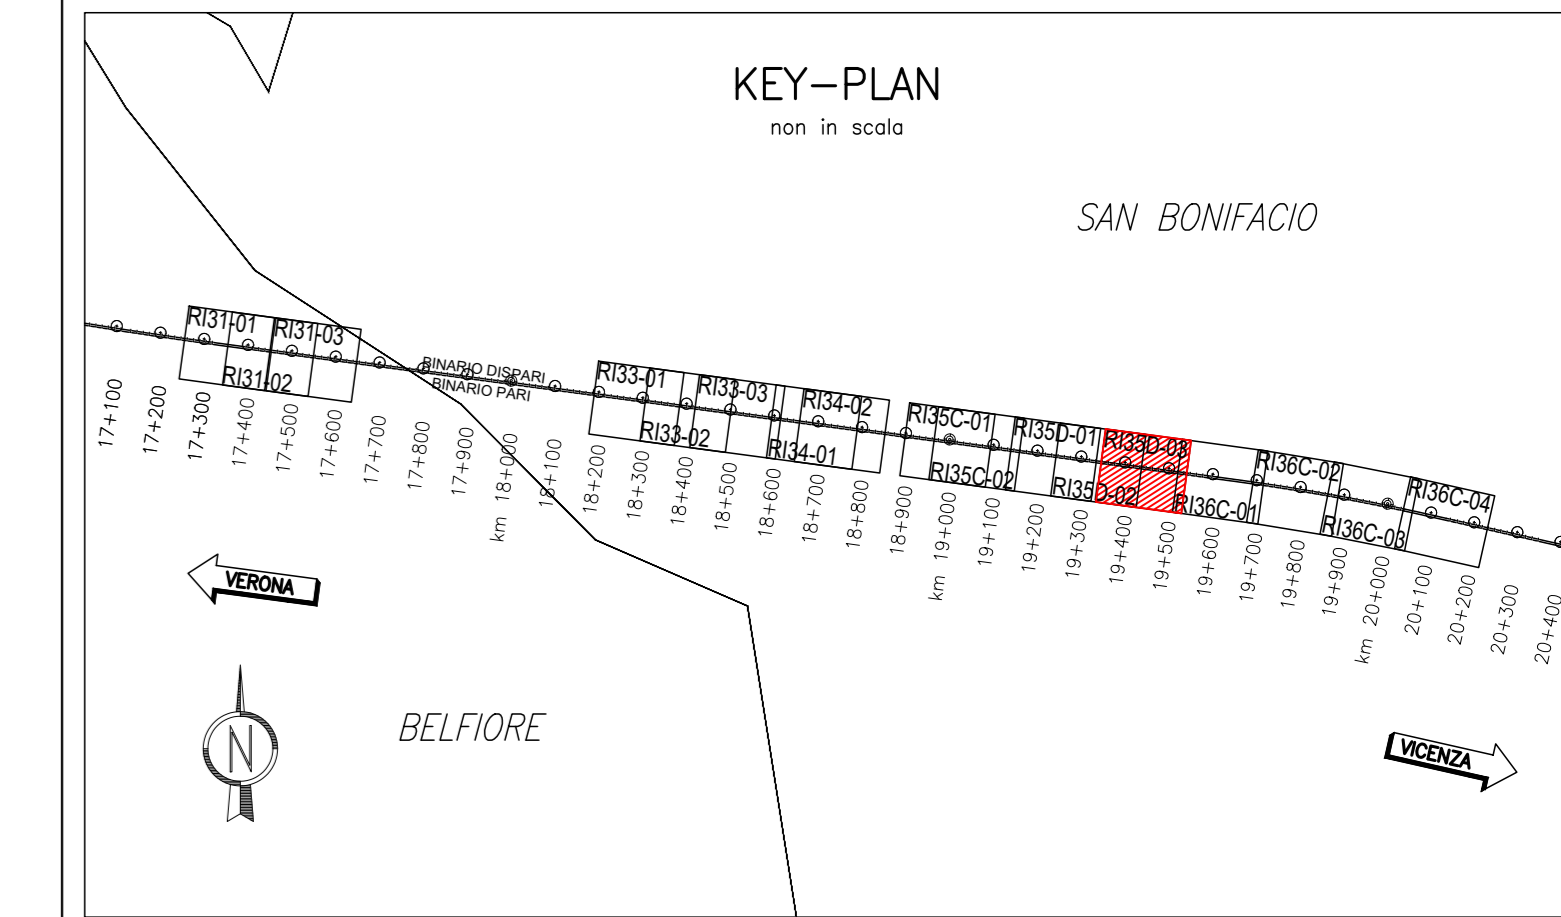 KEY-PLAN
non in scala
SAN BONIFACIO
RI31-01
RI31-03
RI31-02
BINARIO DISPARI
BINARIO PARI
RI33-01
RI33-03
RI34-02
RI33-02
RI34-01
RI35C-01
RI35D-01
RI35D-03
RI35C-02
RI35D-02
RI36C-02
RI36C-04
RI36C-01
RI36C-03
17+100
17+200
17+300
17+400
17+500
17+600
17+700
17+800
17+900
km 18+000
18+100
18+200
18+300
18+400
18+500
18+600
18+700
18+800
18+900
km 19+000
19+100
19+200
19+300
19+400
19+500
19+600
19+700
19+800
19+900
km 20+000
20+100
20+200
20+300
20+400
VERONA
N
BELFIORE
VICENZA